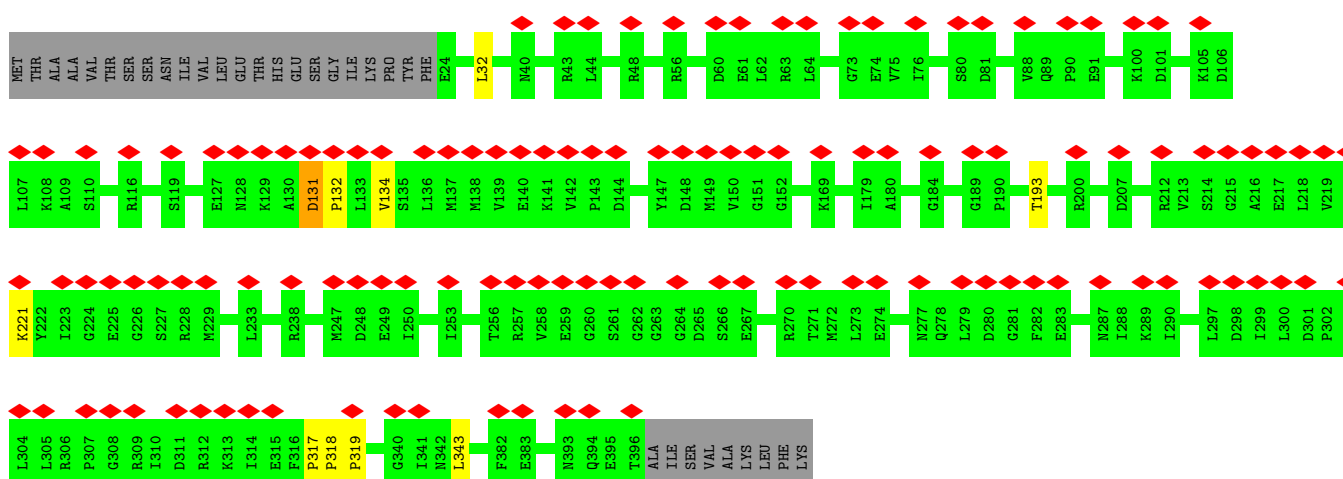 MET THR ALA ALA VAL THR SER SER ASN ILE VAL LEU GLU THR HIS GLU SER GLY ILE LYS PRO TYR PHE E24 L32 N40 R43 L44 R48 R56 D60 E61 L62 R63 L64 G73 E74 V75 I76 S80 D81 V88 Q89 P90 E91 K100 D101 K105 D106
L107 K108 A109 S110 R116 S119 E127 N128 K129 A130 D131 P132 L133 V134 S135 L136 M137 M138 V139 E140 K141 V142 P143 D144 Y147 D148 M149 V150 G151 G152 K169 I179 A180 G184 G189 P190 T193 R200 D207 R212 V213 S214 G215 A216 E217 L218 V219
K221 Y222 I223 G224 E225 G226 S227 R228 M229 L233 R238 M247 D248 E249 I250 I253 T256 R257 V258 E259 G260 S261 G262 G263 G264 D265 S266 E267 R270 T271 M272 L273 E274 N277 Q278 L279 D280 G281 F282 E283 N287 I288 K289 I290 L297 D298 I299 L300 D301 P302
L304 L305 R306 P307 G308 R309 I310 D311 R312 K313 I314 E315 F316 P317 P318 P319 G340 I341 N342 L343 F382 E383 N393 Q394 E395 T396 ALA ILE SER VAL ALA LYS LEU PHE LYS